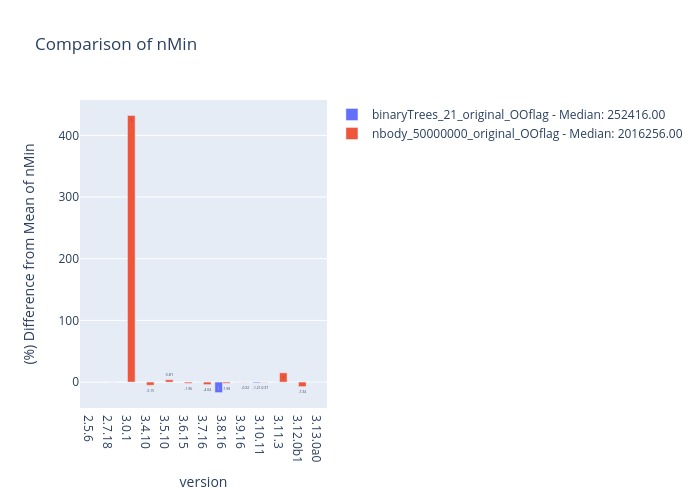 Comparison of nMin
binaryTrees_21_original_OOflag - Median: 252416.00
nbody_50000000_original_OOflag - Median: 2016256.00
(%) Difference from Mean of nMin
400
300
200
100
0
2.5.6
2.7.18
3.0.1
3.4.10
3.5.10
3.6.15
3.7.16
3.8.16
3.9.16
3.10.11
3.11.3
3.12.0b1
3.13.0a0
version